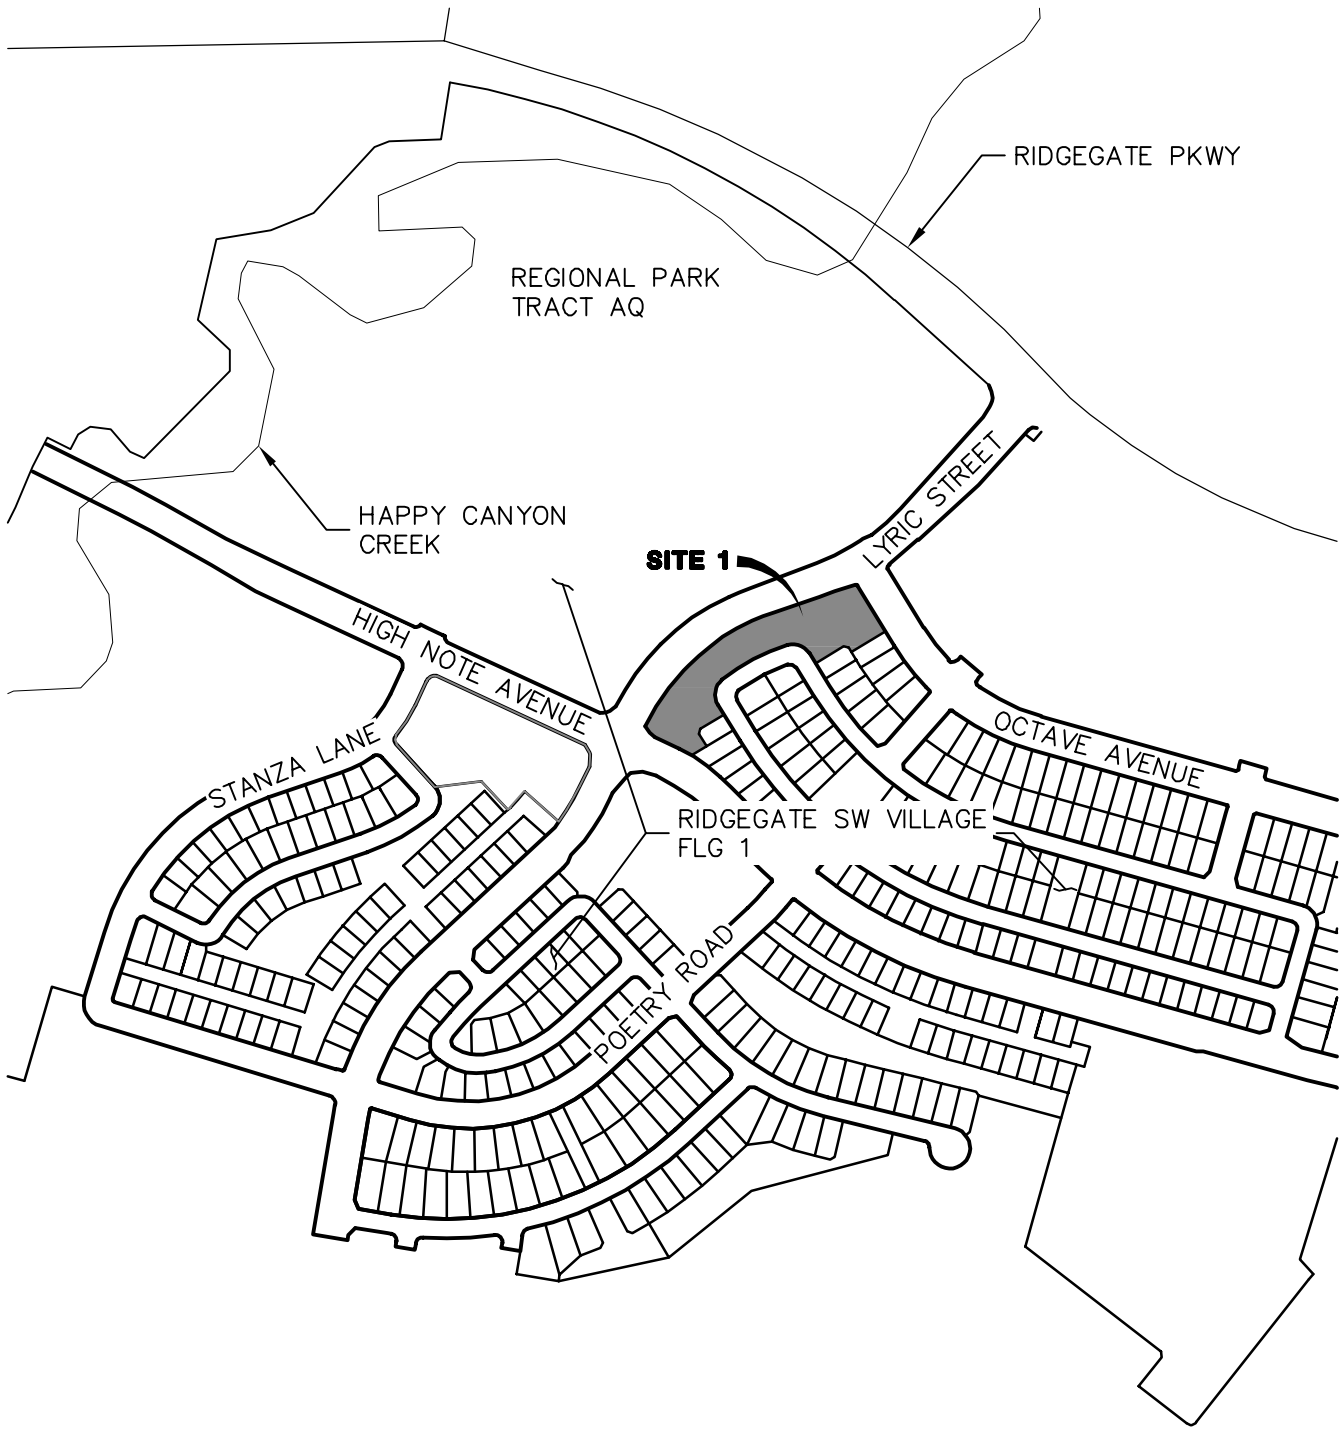 RIDGEGATE PKWY
REGIONAL PARK
TRACT AQ
LYRIC STREET
HAPPY CANYON
CREEK
SITE 1
HIGH NOTE AVENUE
OCTAVE AVENUE
STANZA LANE
RIDGEGATE SW VILLAGE
FLG 1
POETRY ROAD